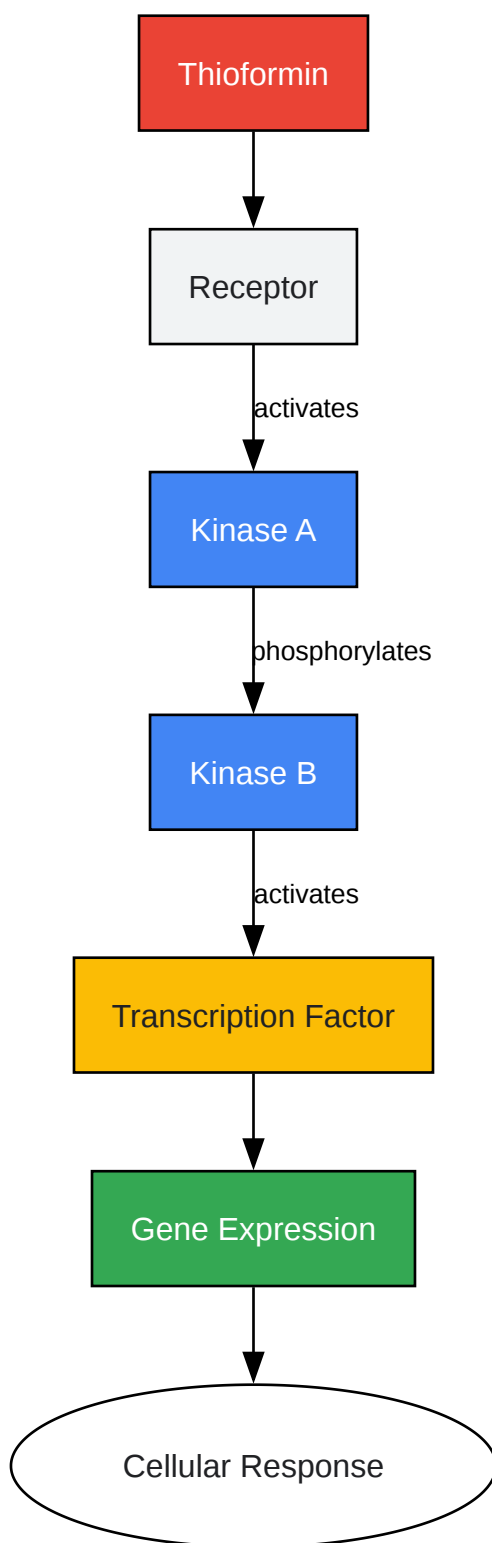 Thioformin
Receptor
activates
Kinase A
phosphorylates
Kinase B
activates
Transcription Factor
Gene Expression
Cellular Response